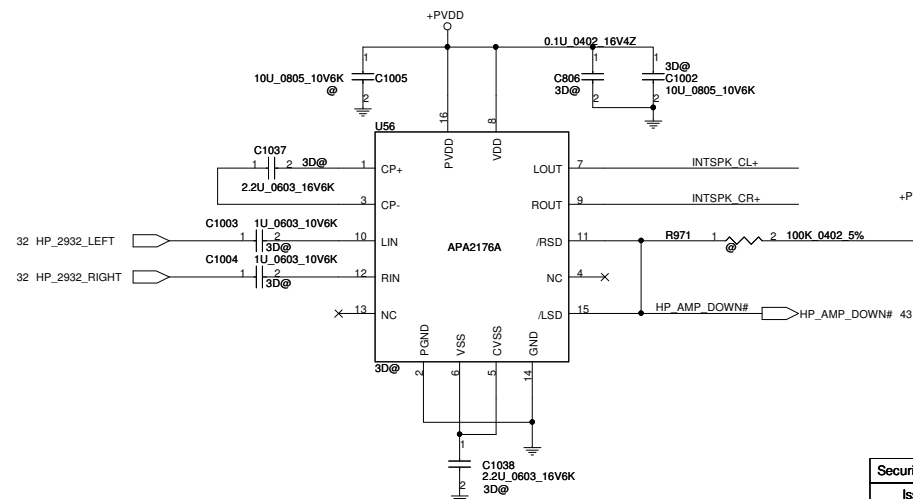 +PVDD
1
10U_0805_10V6K
C1005
@
2
0.1U_0402_16V4Z
1
C806
3D@
2
1
3D@
C1002
10U_0805_10V6K
2
U56
16
8
PVDD
VDD
C1037
1
2
3D@
2.2U_0603_16V6K
1
CP+
3
CP-
LOUT
7
INTSPK_CL+
ROUT
9
INTSPK_CR+
+P
32 HP_2932_LEFT
C1003
1U_0603_10V6K
1
2
3D@
10
LIN
APA2176A
/RSD
11
R971
1
@
2
100K_0402_5%
32 HP_2932_RIGHT
C1004
1U_0603_10V6K
1
2
3D@
12
RIN
NC
4
13
NC
/LSD
15
HP_AMP_DOWN#
HP_AMP_DOWN# 43
PGND
VSS
CVSS
GND
3D@
2
6
5
14
1
C1038
2.2U_0603_16V6K
3D@
2
Securi
Iss